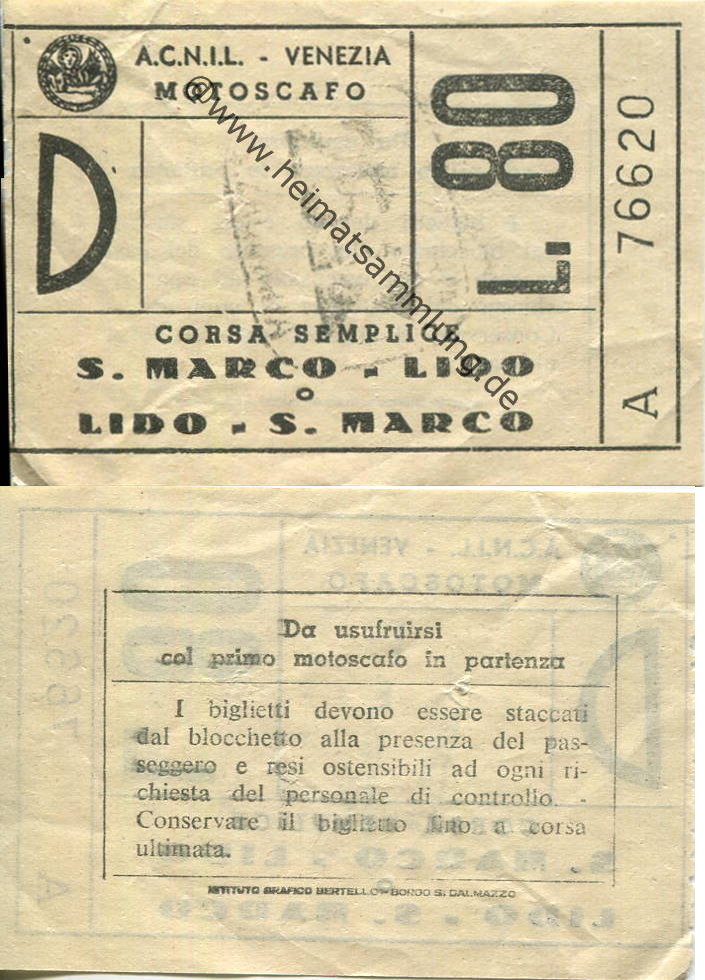 A.C.N.I.L. - VENEZIA
MOTOSCAFO
D
L. 80
76620
A
CORSA SEMPLICE
S. MARCO - LIDO
O
LIDO - S. MARCO
@www.heimatsammlung.de
Da usufruirsi
col primo motoscafo in partenza
I biglietti devono essere staccati
dal blocchetto alla presenza del pas-
seggero e resi ostensibili ad ogni ri-
chiesta del personale di controllo. -
Conservare il biglietto fino a corsa
ultimata.
ISTITUTO GRAFICO BERTELLO - BORGO S. DALMAZZO